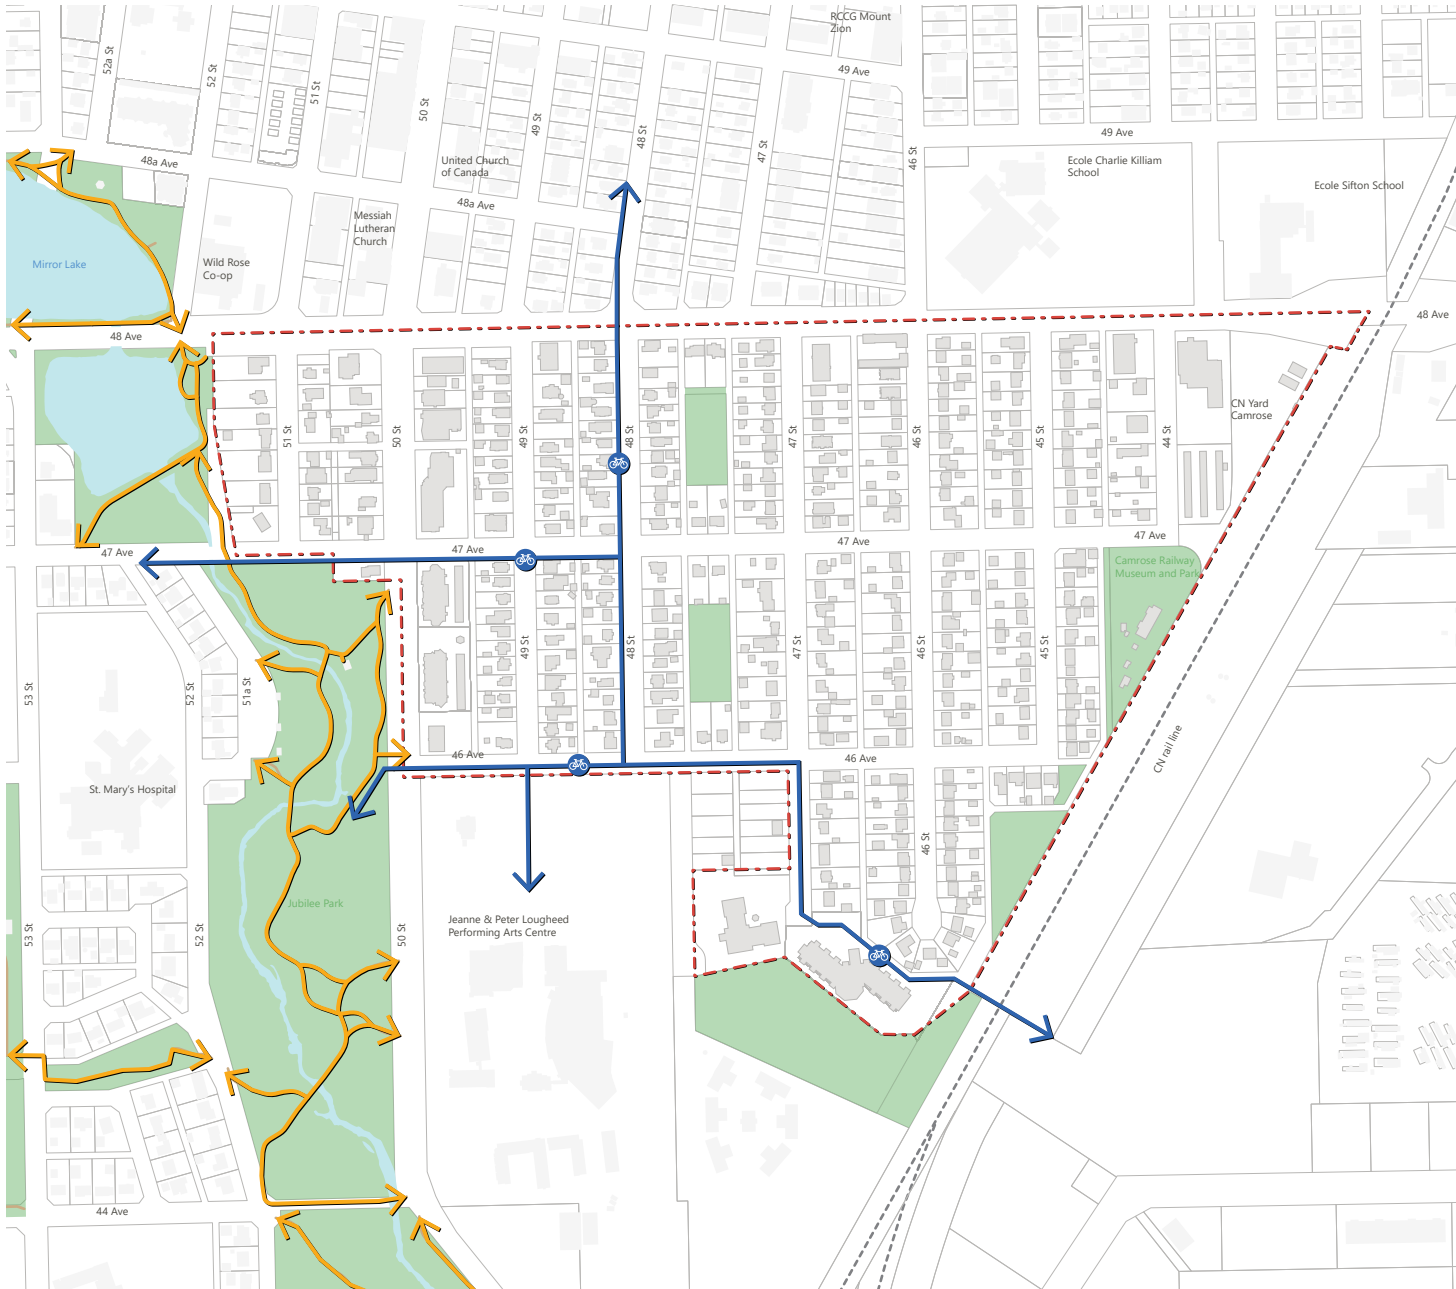 RCCG Mount
Zion
52a St
52 St
51 St
50 St
49 St
48 St
47 St
46 St
49 Ave
49 Ave
48a Ave
United Church
of Canada
Ecole Charlie Killiam
School
Ecole Sifton School
48a Ave
Messiah
Lutheran
Church
Mirror Lake
Wild Rose
Co-op
48 Ave
48 Ave
51 St
50 St
49 St
48 St
47 St
46 St
45 St
44 St
CN Yard
Camrose
47 Ave
47 Ave
47 Ave
47 Ave
Camrose Railway
Museum and Park
53 St
52 St
51a St
49 St
48 St
47 St
46 St
45 St
CN rail line
46 Ave
46 Ave
St. Mary's Hospital
46 St
Jubilee Park
53 St
52 St
50 St
Jeanne & Peter Lougheed
Performing Arts Centre
44 Ave